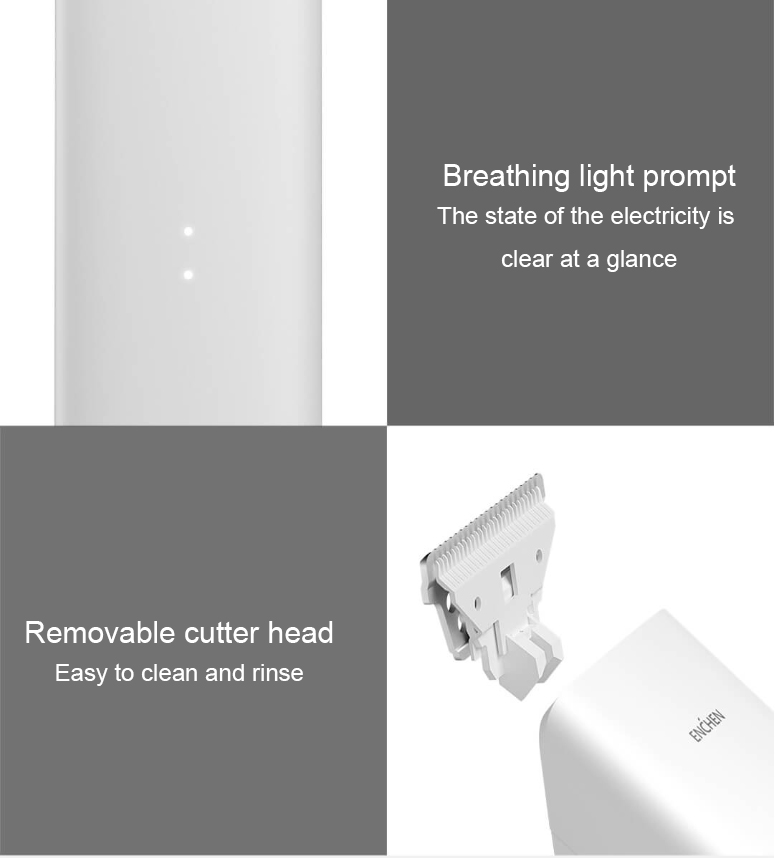 Breathing light prompt
The state of the electricity is
clear at a glance
Removable cutter head
Easy to clean and rinse
ENCHEN